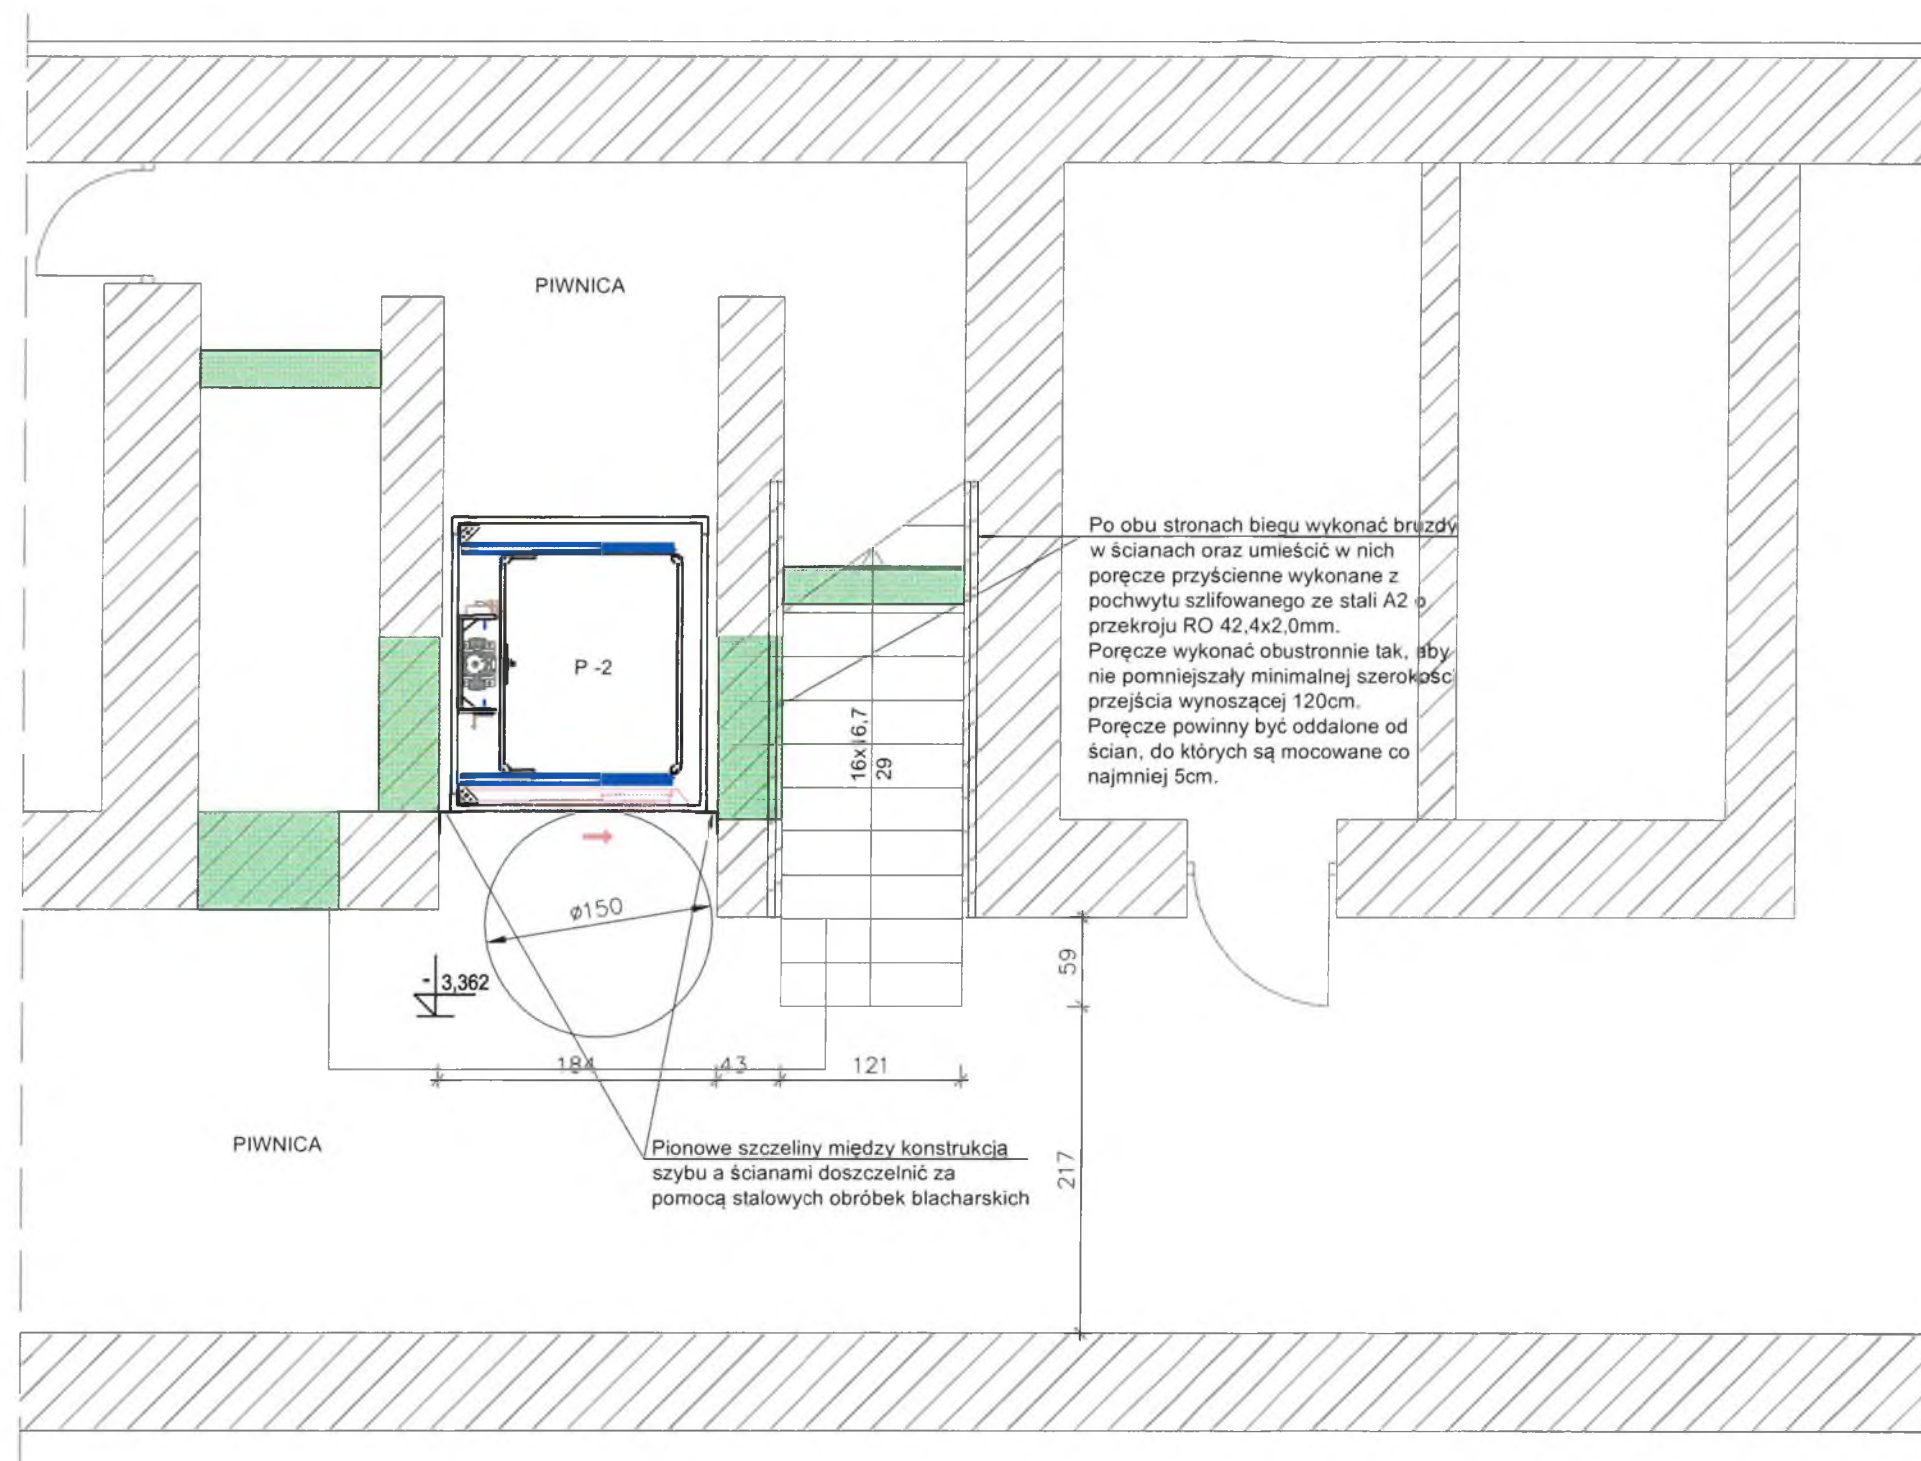 PIWNICA
Po obu stronach biegu wykonać bruzdy
w ścianach oraz umieścić w nich
poręcze przyścienne wykonane z
pochwytu szlifowanego ze stali A2 o
przekroju RO 42,4x2,0mm.
Poręcze wykonać obustronnie tak, aby
nie pomniejszały minimalnej szerokości
przejścia wynoszącej 120cm.
Poręcze powinny być oddalone od
ścian, do których są mocowane co
najmniej 5cm.
P -2
16x16,7
29
ø150
- 3,362
59
184
43
121
217
PIWNICA
Pionowe szczeliny między konstrukcją
szybu a ścianami doszczelnić za
pomocą stalowych obróbek blacharskich